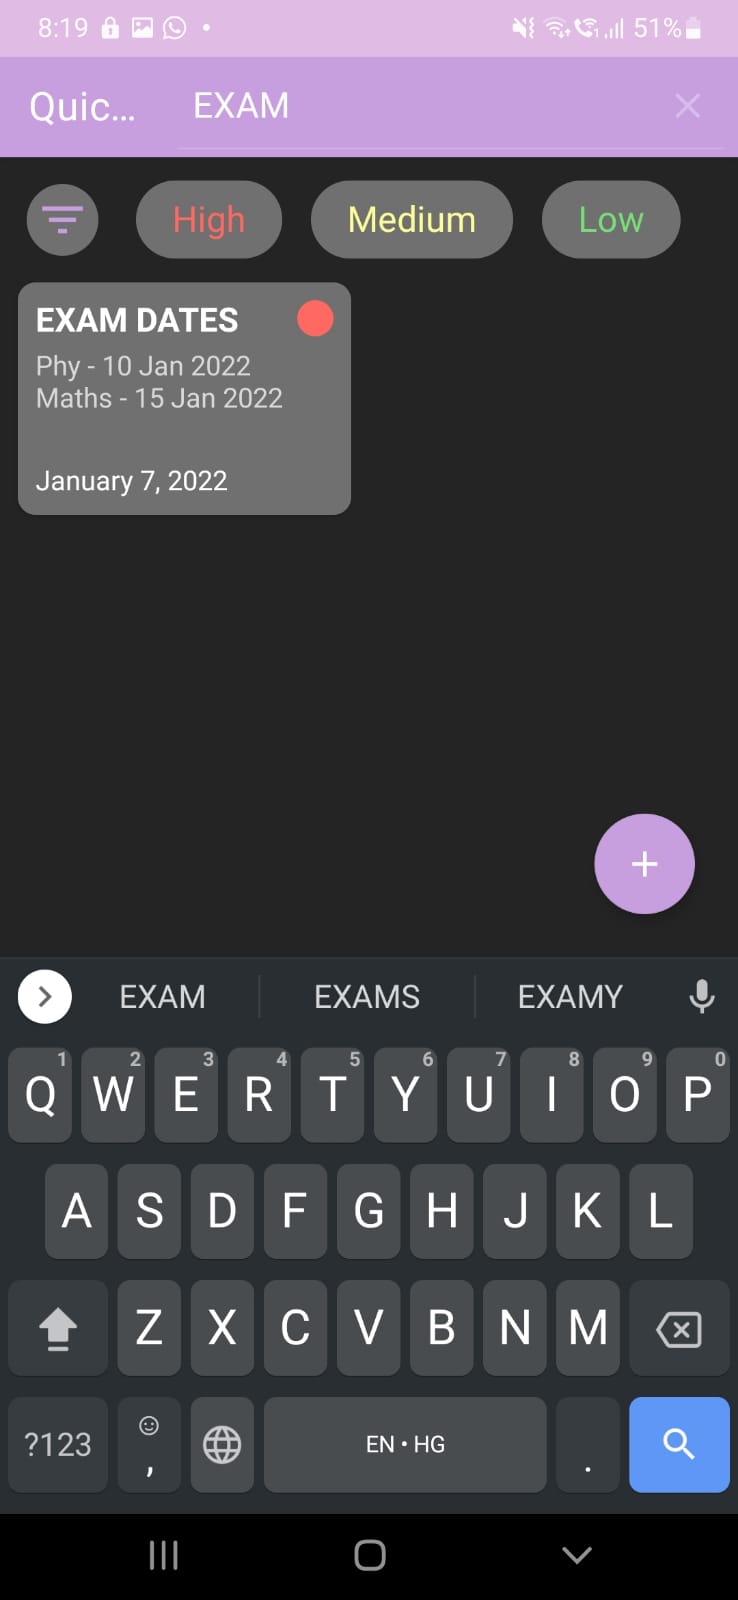 8:19 51%
Quic... EXAM
High Medium Low
EXAM DATES
Phy - 10 Jan 2022
Maths - 15 Jan 2022
January 7, 2022
+
EXAM EXAMS EXAMY
1 2 3 4 5 6 7 8 9 0
Q W E R T Y U I O P
A S D F G H J K L
Z X C V B N M
?123 , EN • HG .